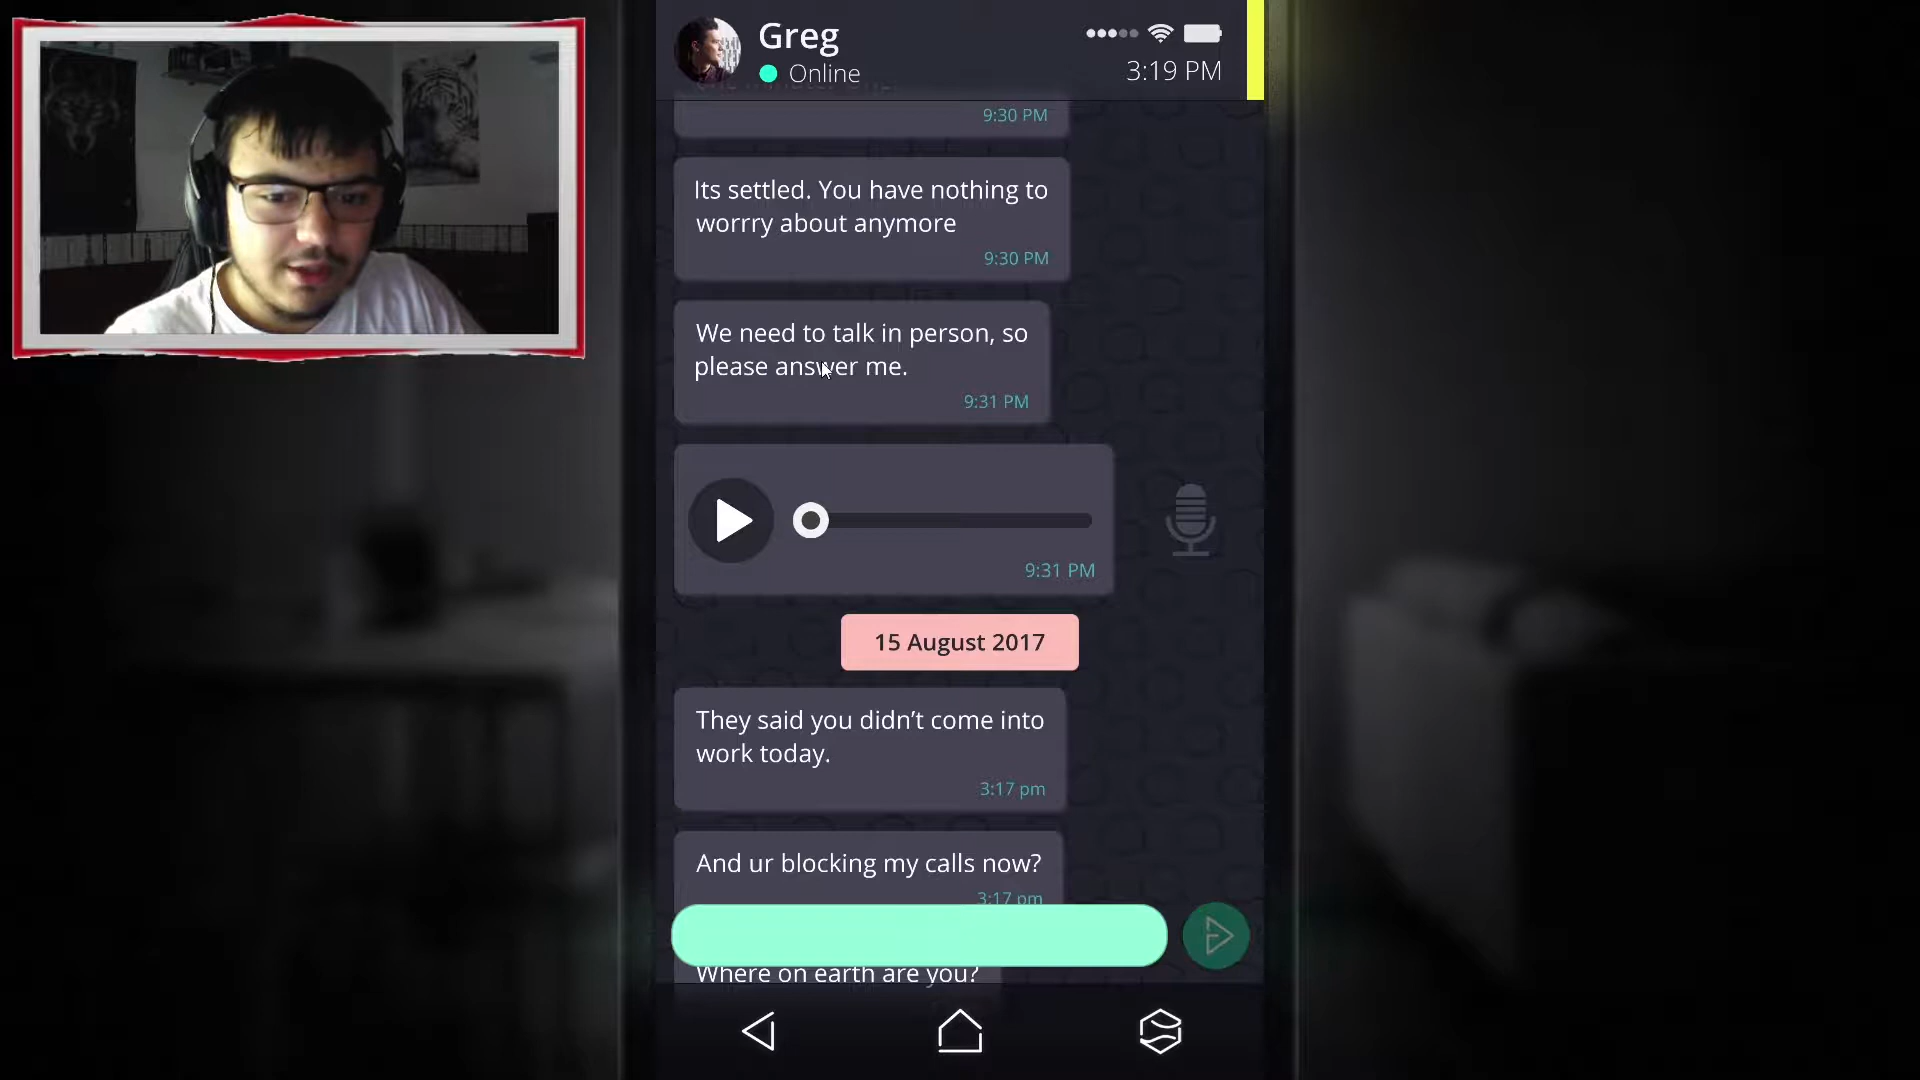 Greg
Online
3:19 PM
9:30 PM
Its settled. You have nothing to
worrry about anymore
9:30 PM
We need to talk in person, so
please answer me.
9:31 PM
9:31 PM
15 August 2017
They said you didn’t come into
work today.
3:17 pm
And ur blocking my calls now?
3:17 pm
Where on earth are you?